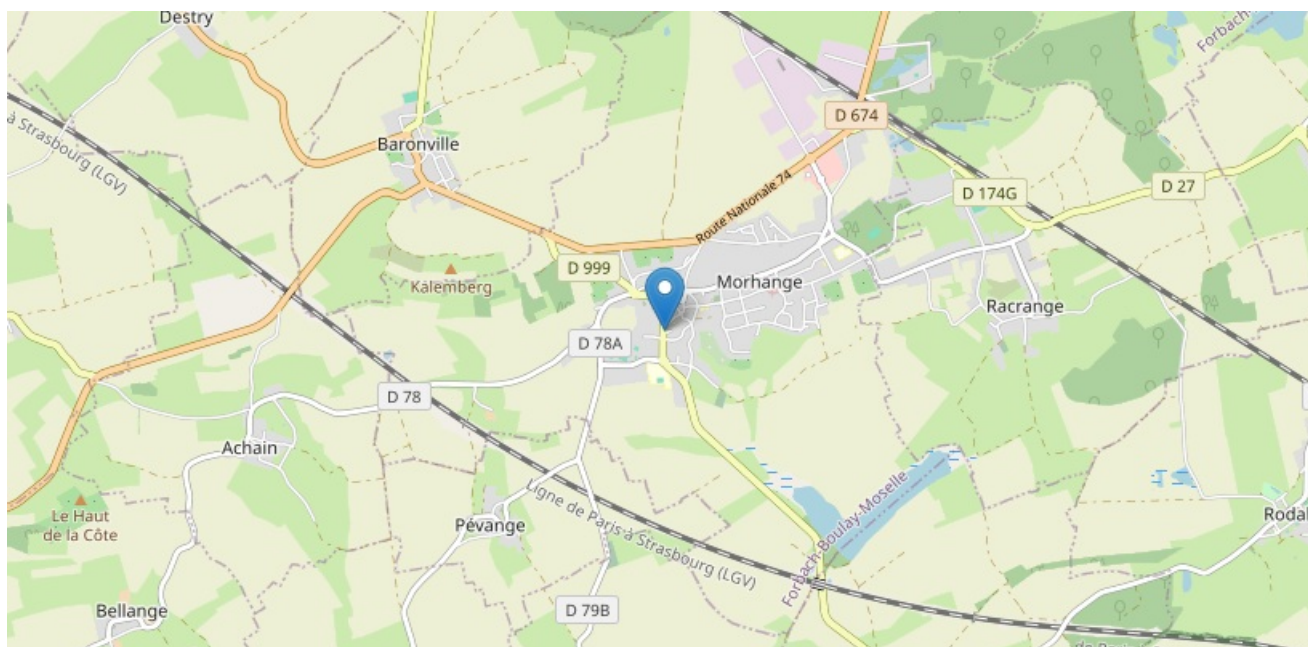 Destry
Forbach-
à Strasbourg (LGV)
D 674
Baronville
Route Nationale 74
D 174G
D 27
D 999
Kalemberg
Morhange
Racrange
D 78A
D 78
Achain
Le Haut
de la Côte
Pévange
Ligne de Paris à Strasbourg (LGV)
Forbach-Boulay-Moselle
Rodal
Bellange
D 79B